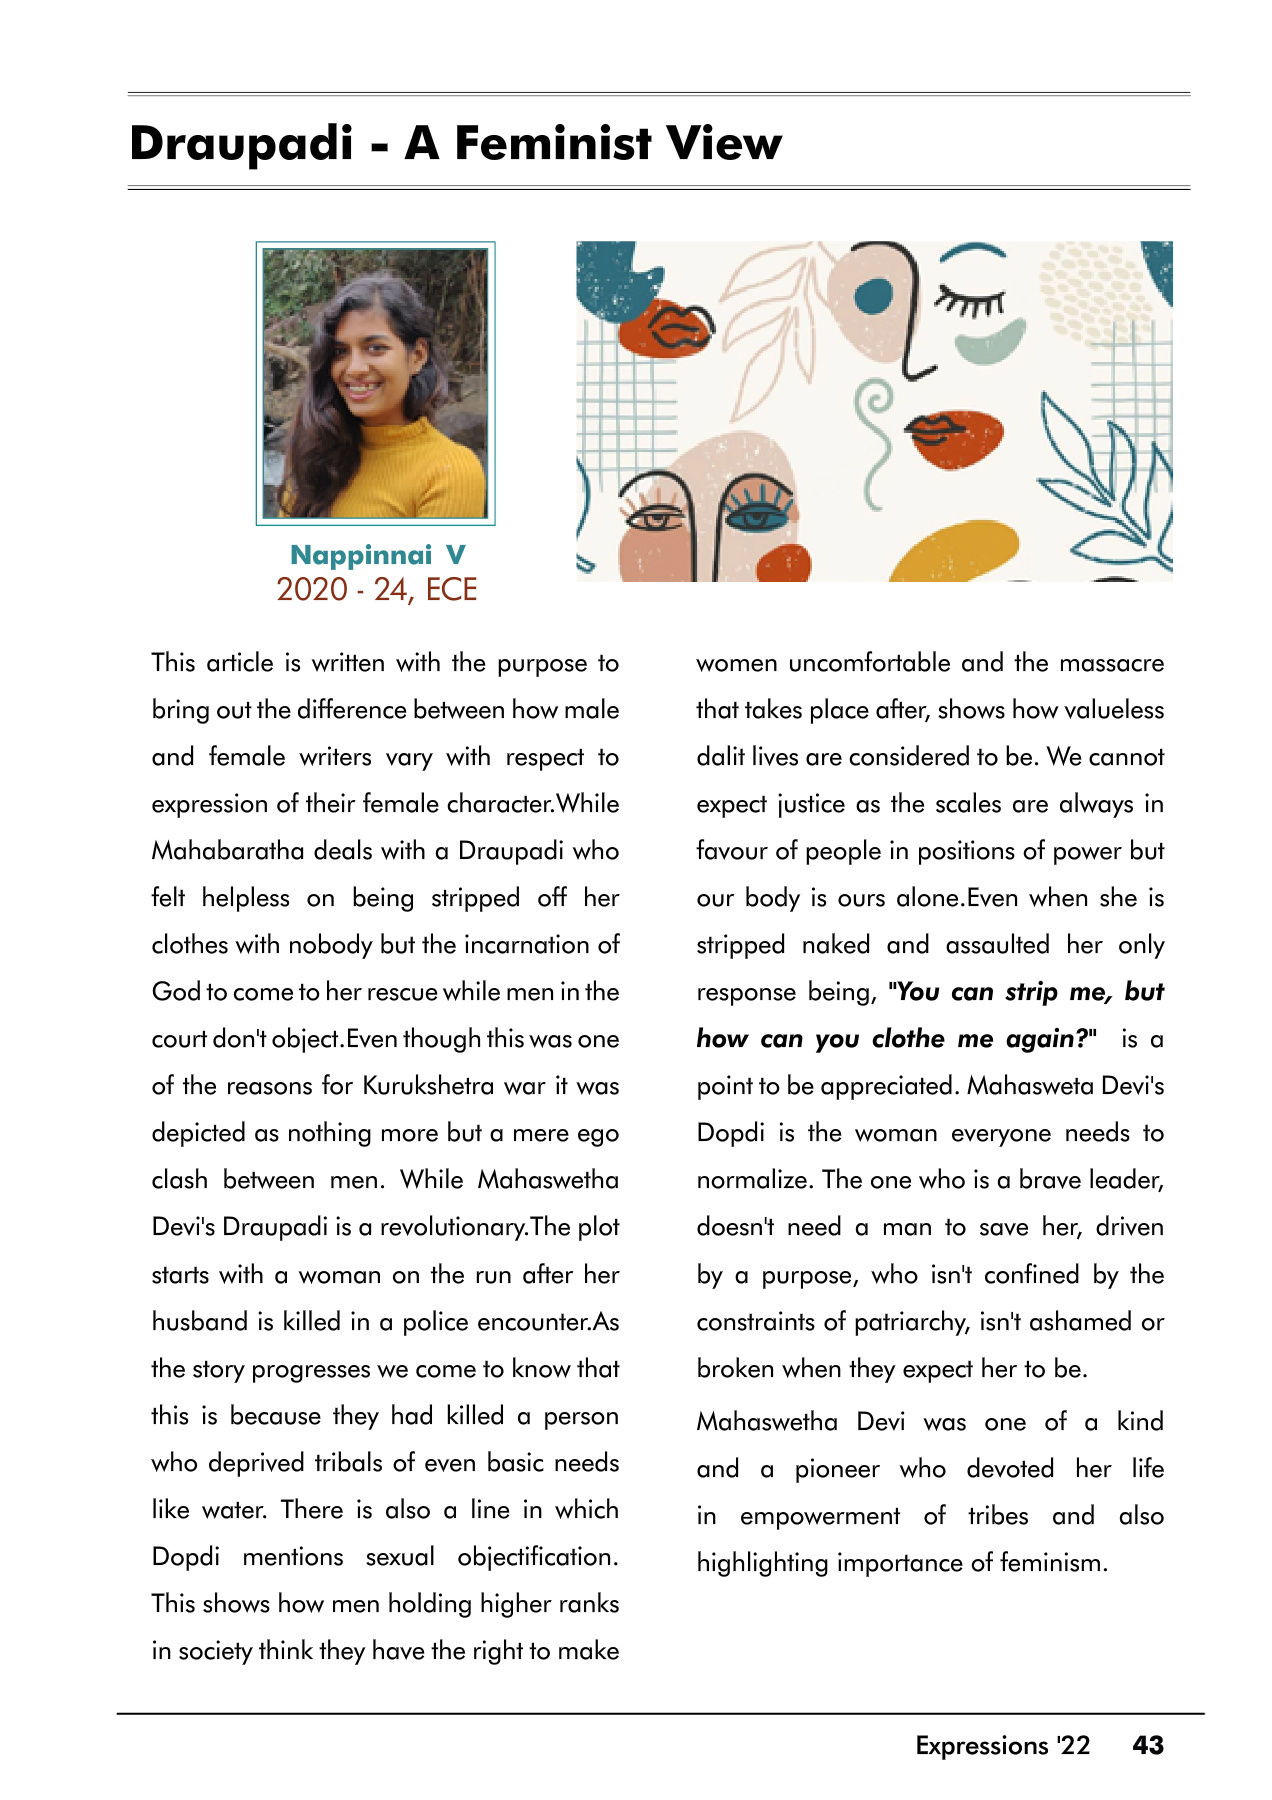 Draupadi - A Feminist View
Nappinnai V
2020 - 24, ECE
This article is written with the purpose to
bring out the difference between how male
and female writers vary with respect to
expression of their female character.While
Mahabaratha deals with a Draupadi who
felt helpless on being stripped off her
clothes with nobody but the incarnation of
God to come to her rescue while men in the
court don't object.Even though this was one
of the reasons for Kurukshetra war it was
depicted as nothing more but a mere ego
clash between men. While Mahaswetha
Devi's Draupadi is a revolutionary.The plot
starts with a woman on the run after her
husband is killed in a police encounter.As
the story progresses we come to know that
this is because they had killed a person
who deprived tribals of even basic needs
like water. There is also a line in which
Dopdi mentions sexual objectification.
This shows how men holding higher ranks
in society think they have the right to make
women uncomfortable and the massacre
that takes place after, shows how valueless
dalit lives are considered to be. We cannot
expect justice as the scales are always in
favour of people in positions of power but
our body is ours alone.Even when she is
stripped naked and assaulted her only
response being, "You can strip me, but
how can you clothe me again?" is a
point to be appreciated. Mahasweta Devi's
Dopdi is the woman everyone needs to
normalize. The one who is a brave leader,
doesn't need a man to save her, driven
by a purpose, who isn't confined by the
constraints of patriarchy, isn't ashamed or
broken when they expect her to be.
Mahaswetha Devi was one of a kind
and a pioneer who devoted her life
in empowerment of tribes and also
highlighting importance of feminism.
Expressions '22 43